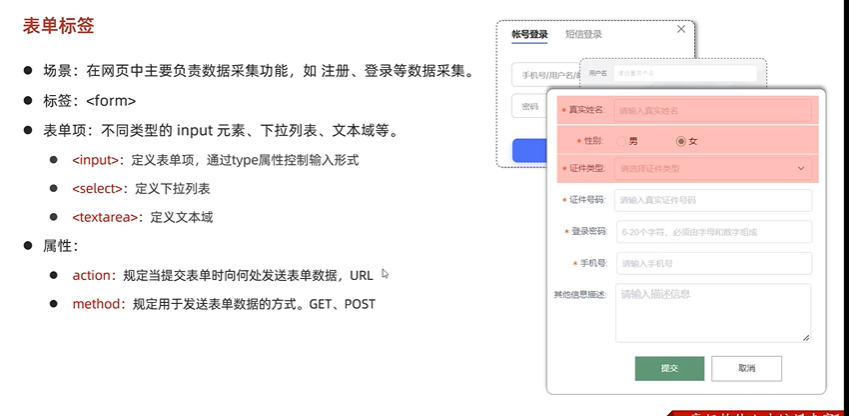 表单标签
场景：在网页中主要负责数据采集功能，如 注册、登录等数据采集。
标签：<form>
表单项：不同类型的 input 元素、下拉列表、文本域等。
<input>：定义表单项，通过type属性控制输入形式
<select>：定义下拉列表
<textarea>：定义文本域
属性：
action：规定当提交表单时向何处发送表单数据，URL
method：规定用于发送表单数据的方式。GET、POST
帐号登录 短信登录
手机号/用户名/
用户名 请设置用户名
密码
* 真实姓名: 请输入真实姓名
* 性别: 男 女
* 证件类型: 请选择证件类型
* 证件号码: 请输入真实证件号码
* 登录密码: 6-20个字符，必须由字母和数字组成
* 手机号: 请输入手机号
其他信息描述: 请输入描述信息
提交 取消